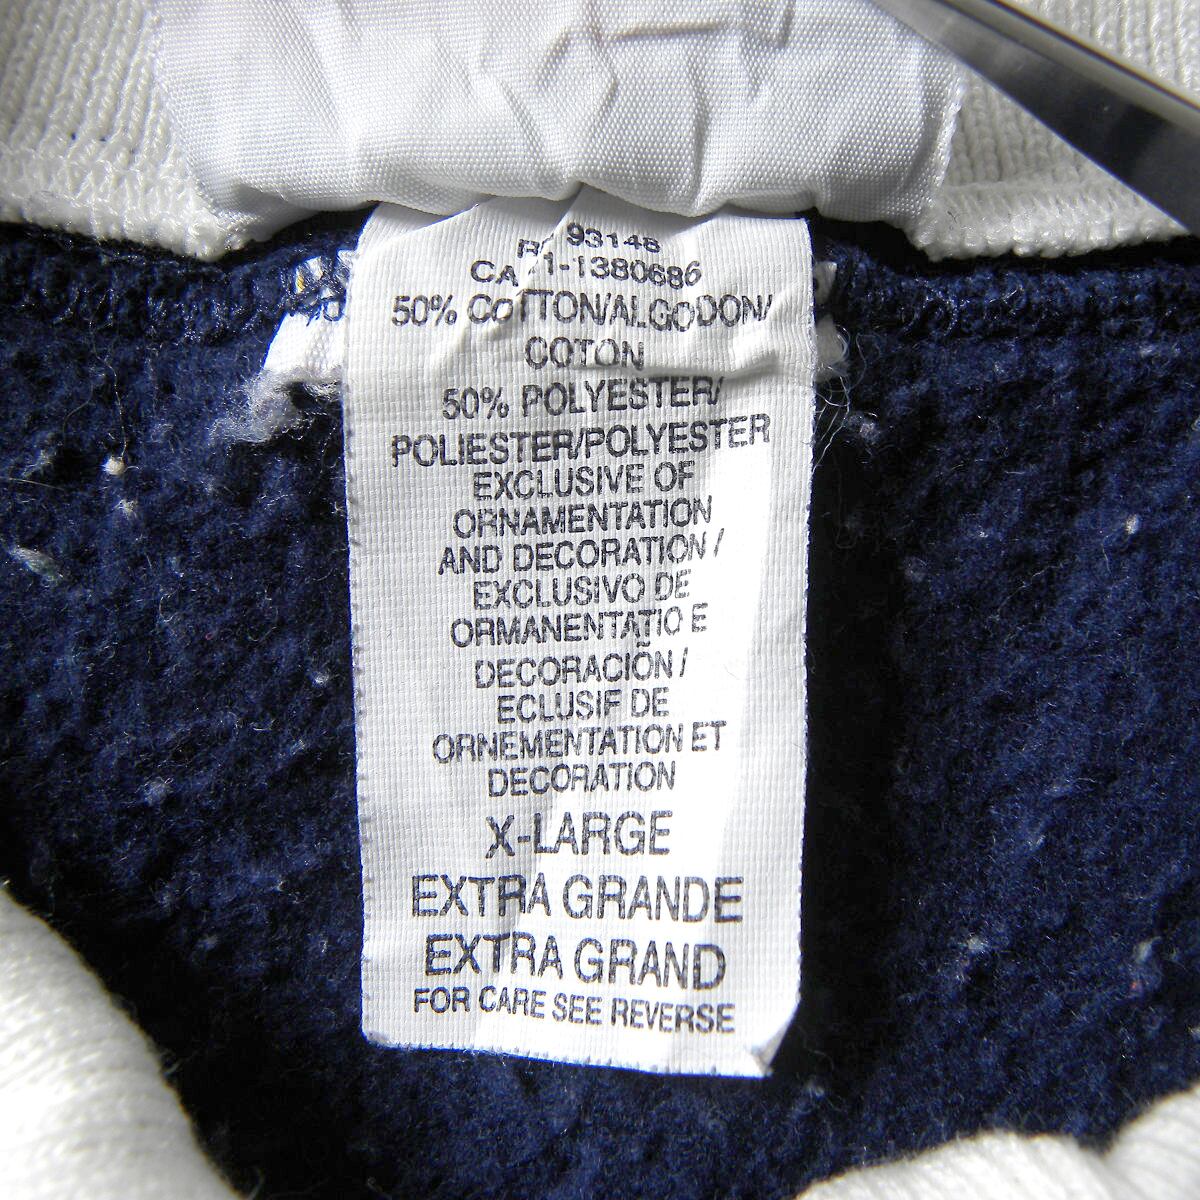 93148
CA 1-1380686
50% COTTON/ALGODON/
COTON
50% POLYESTER/
POLIESTER/POLYESTER
EXCLUSIVE OF
ORNAMENTATION
AND DECORATION /
EXCLUSIVO DE
ORMANENTATIO E
DECORACIÕN /
ECLUSIF DE
ORNEMENTATION ET
DECORATION
X-LARGE
EXTRA GRANDE
EXTRA GRAND
FOR CARE SEE REVERSE